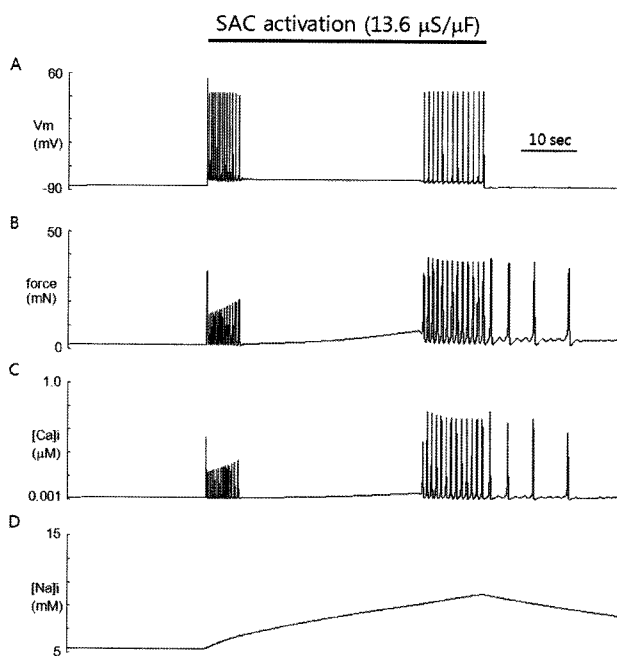 SAC activation (13.6 μS/μF)
A
60
Vm
(mV)
-90
10 sec
B
50
force
(mN)
0
C
1.0
[Ca]i
(μM)
0.001
D
15
[Na]i
(mM)
5